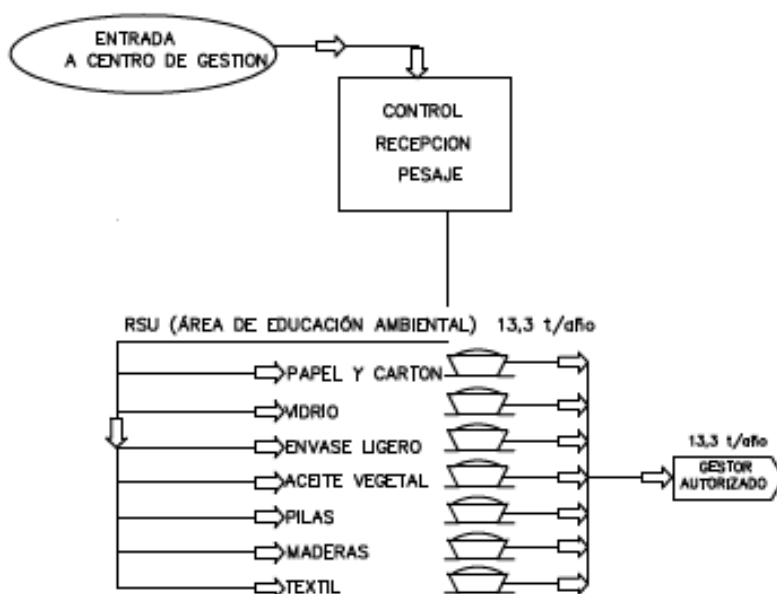 ENTRADA
A CENTRO DE GESTION
CONTROL
RECEPCION
PESAJE
RSU (ÁREA DE EDUCACIÓN AMBIENTAL) 13,3 t/año
PAPEL Y CARTON
VIDRIO
ENVASE LIGERO
ACEITE VEGETAL
PILAS
MADERAS
TEXTIL
13,3 t/año
GESTOR
AUTORIZADO